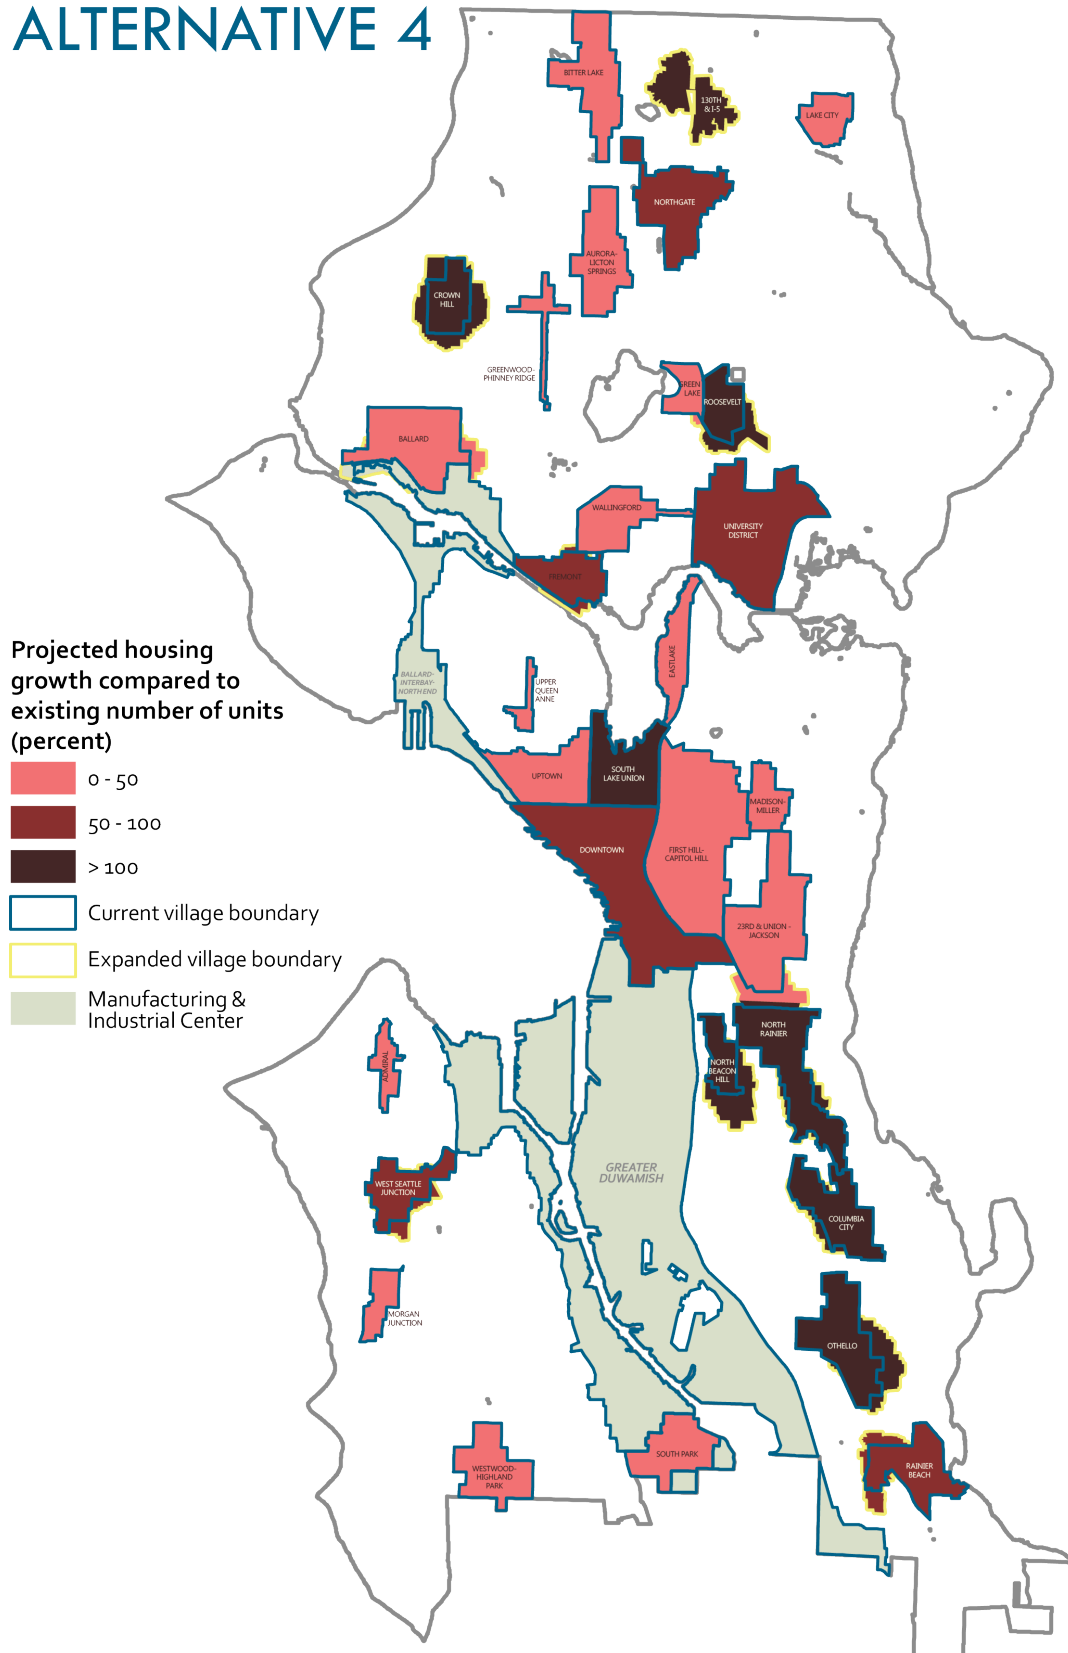 ALTERNATIVE 4
BITTER LAKE
130TH
& I-5
LAKE CITY
NORTHGATE
AURORA-
LICTON
SPRINGS
CROWN
HILL
GREENWOOD-
PHINNEY RIDGE
GREEN
LAKE
ROOSEVELT
BALLARD
WALLINGFORD
UNIVERSITY
DISTRICT
FREMONT
EASTLAKE
BALLARD-
INTERBAY-
NORTHEND
UPPER
QUEEN
ANNE
UPTOWN
SOUTH
LAKE UNION
MADISON-
MILLER
DOWNTOWN
FIRST HILL-
CAPITOL HILL
23RD & UNION -
JACKSON
Projected housing
growth compared to
existing number of units
(percent)
0 - 50
50 - 100
> 100
Current village boundary
Expanded village boundary
Manufacturing &
Industrial Center
NORTH
RAINIER
NORTH
BEACON
HILL
ADMIRAL
GREATER
DUWAMISH
WEST SEATTLE
JUNCTION
COLUMBIA
CITY
MORGAN
JUNCTION
OTHELLO
SOUTH PARK
WESTWOOD-
HIGHLAND
PARK
RAINIER
BEACH